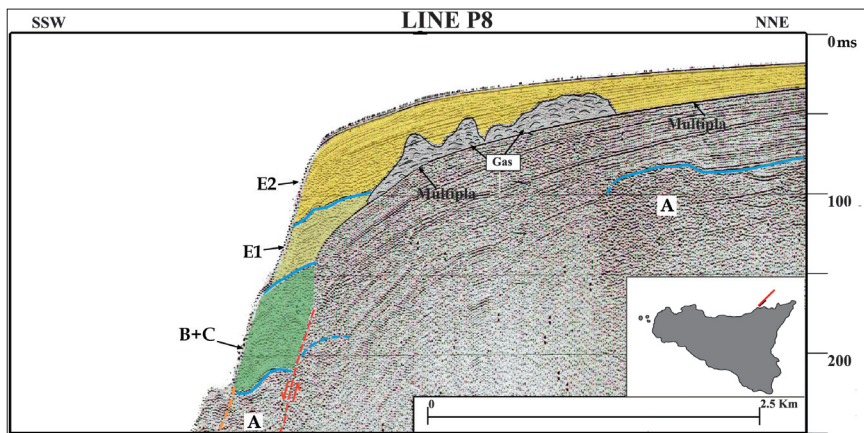 LINE P8
SSW
NNE
0ms
Multipla
Gas
Multipla
E2
100
A
E1
B+C
200
A
0
2.5 Km